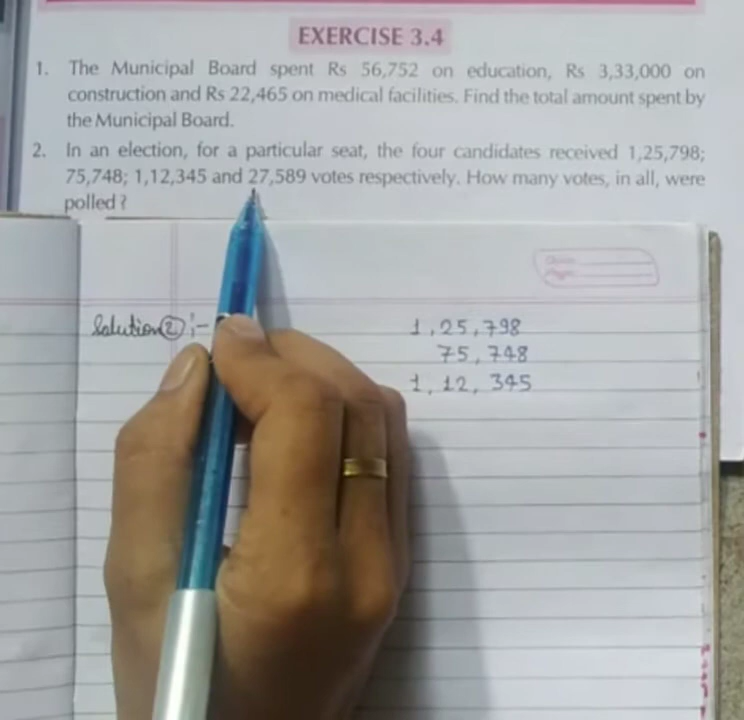 EXERCISE 3.4
1. The Municipal Board spent Rs 56,752 on education, Rs 3,33,000 on
construction and Rs 22,465 on medical facilities. Find the total amount spent by
the Municipal Board.
2. In an election, for a particular seat, the four candidates received 1,25,798;
75,748; 1,12,345 and 27,589 votes respectively. How many votes, in all, were
polled ?
Solution② :-
1,25,798
75,748
1,12,345